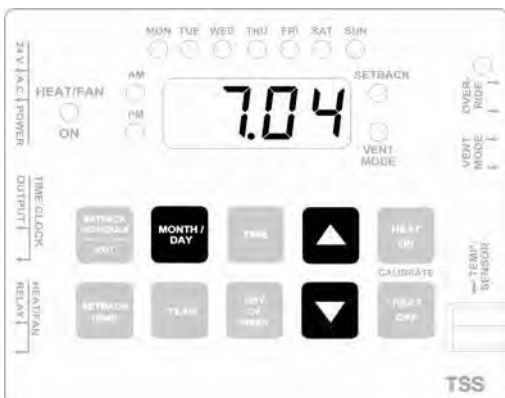 MON TUE WED THU FRI SAT SUN
24 V. A.C. POWER
HEAT/FAN
ON
AM
PM
7.04
SETBACK
VENT
MODE
OVER-
RIDE
VENT
MODE
TIME CLOCK
OUTPUT
SETBACK
SCHEDULE
MONTH /
DAY
TIME
HEAT
ON
CALIBRATE
TEMP.
SENSOR
HEAT/FAN
RELAY
SETBACK
TEMP
YEAR
DAY
OF
WEEK
HEAT
OFF
TSS